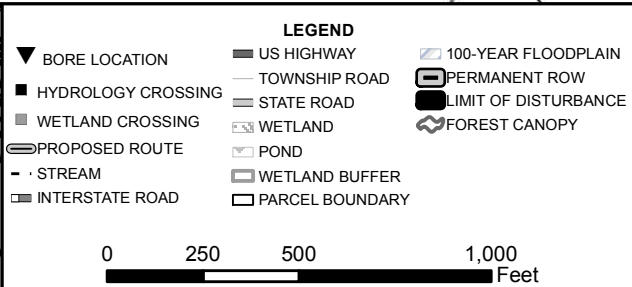 LEGEND
BORE LOCATION
HYDROLOGY CROSSING
WETLAND CROSSING
PROPOSED ROUTE
STREAM
INTERSTATE ROAD
US HIGHWAY
TOWNSHIP ROAD
STATE ROAD
WETLAND
POND
WETLAND BUFFER
PARCEL BOUNDARY
100-YEAR FLOODPLAIN
PERMANENT ROW
LIMIT OF DISTURBANCE
FOREST CANOPY
0 250 500 1,000
Feet